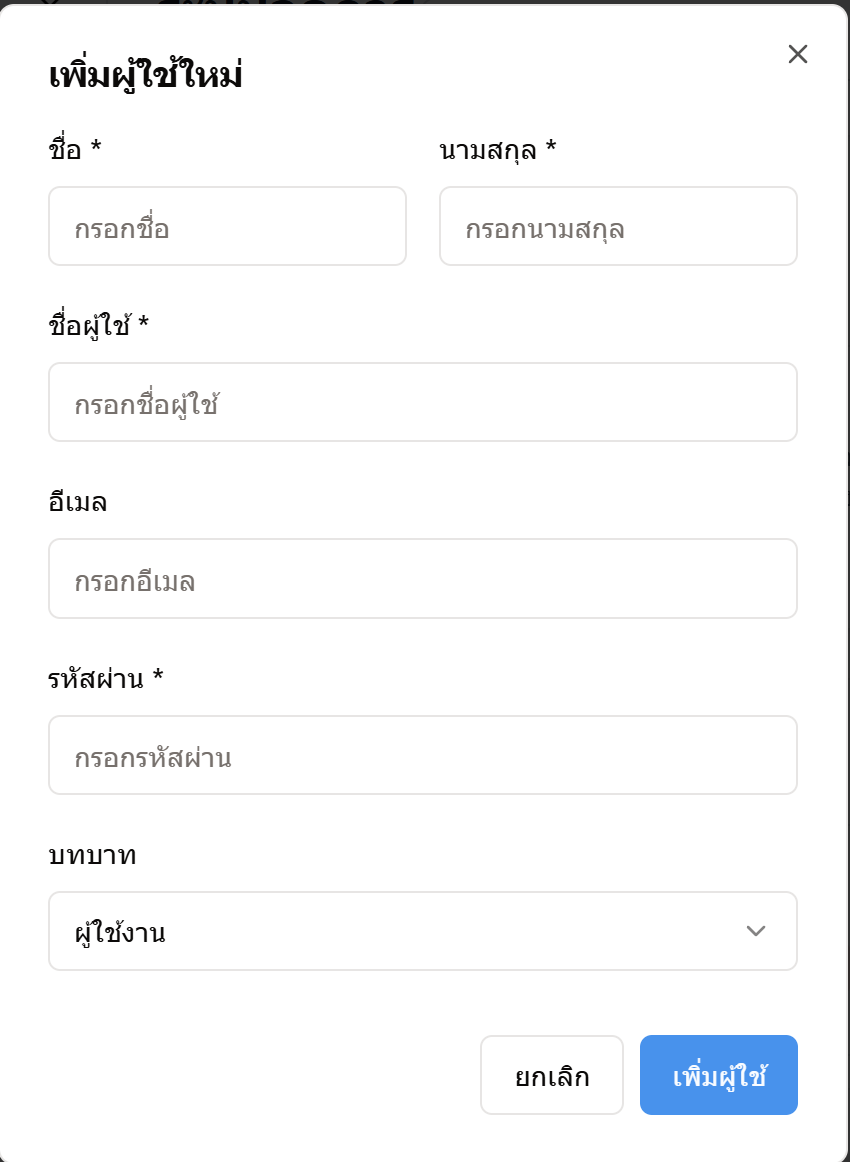 เพิ่มผู้ใช้ใหม่
ชื่อ *
นามสกุล *
กรอกชื่อ
กรอกนามสกุล
ชื่อผู้ใช้ *
กรอกชื่อผู้ใช้
อีเมล
กรอกอีเมล
รหัสผ่าน *
กรอกรหัสผ่าน
บทบาท
ผู้ใช้งาน
ยกเลิก
เพิ่มผู้ใช้